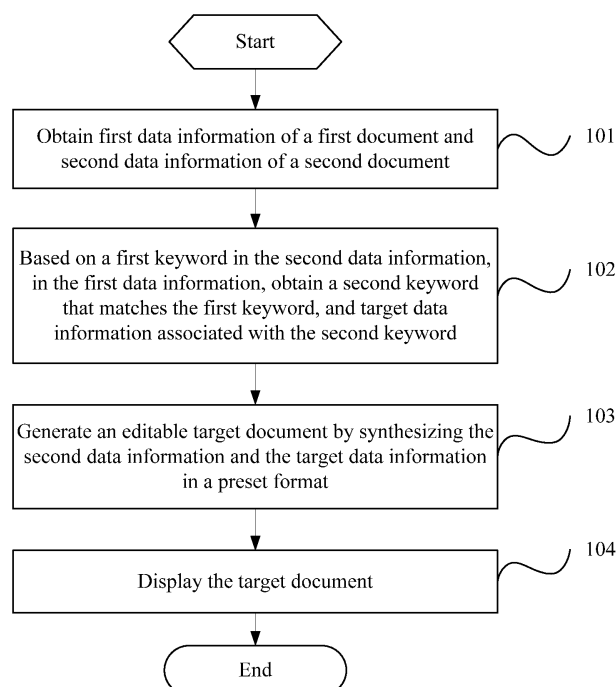 Start
Obtain first data information of a first document and
second data information of a second document
101
Based on a first keyword in the second data information,
in the first data information, obtain a second keyword
that matches the first keyword, and target data
information associated with the second keyword
102
Generate an editable target document by synthesizing the
second data information and the target data information
in a preset format
103
Display the target document
104
End